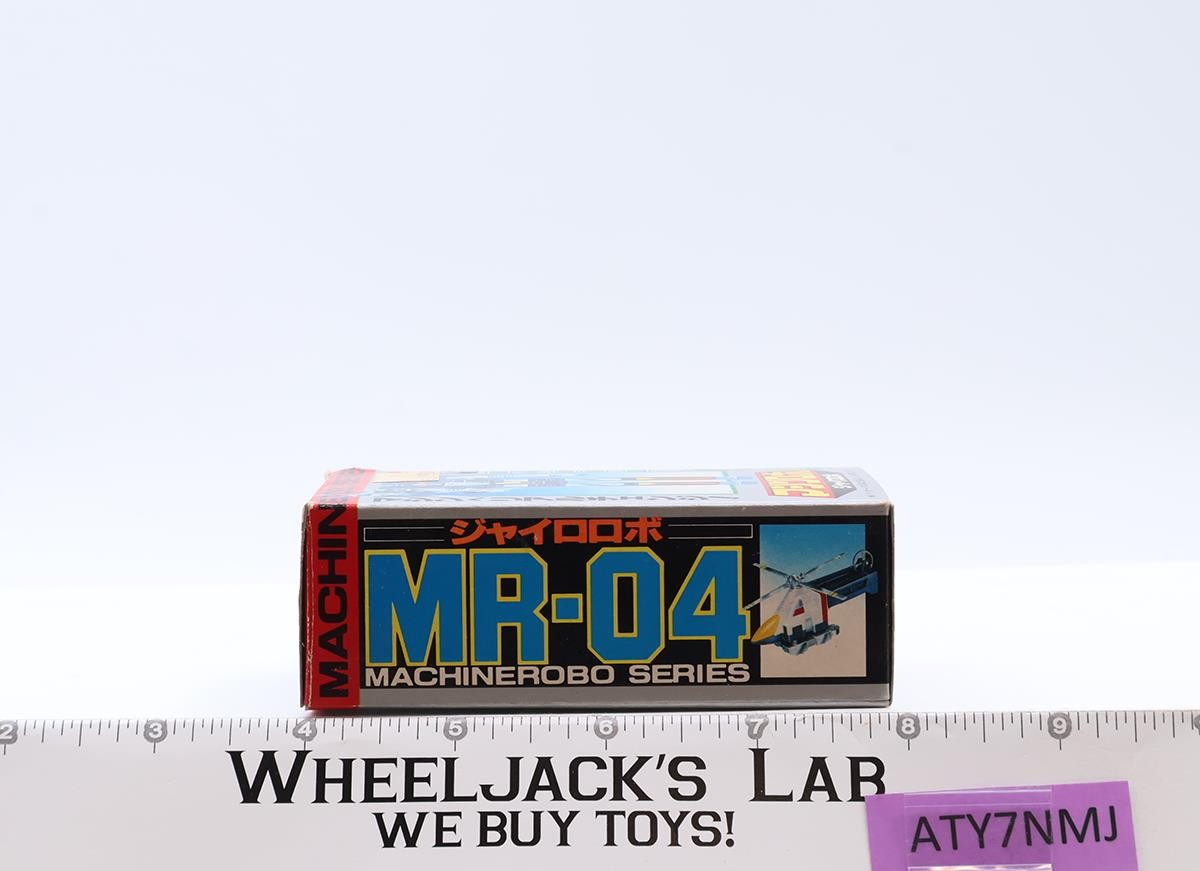 MACHIN
ジャイロロボ
MR-04
MACHINEROBO SERIES
A
2 3 4 5 6 7 8 9
WHEELJACK'S LAB
WE BUY TOYS!
ATY7NMJ